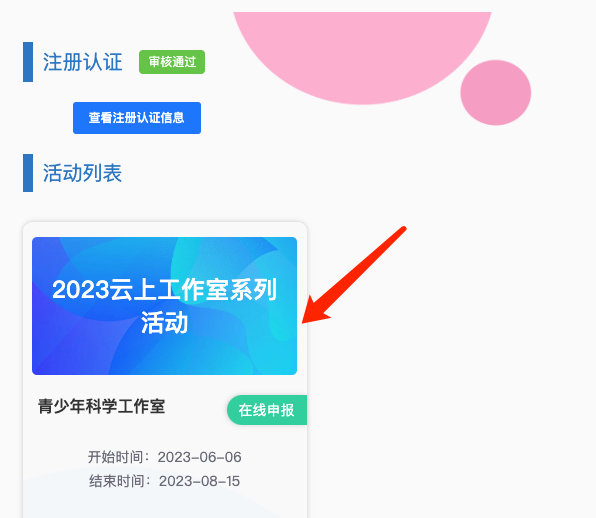 注册认证 审核通过
查看注册认证信息
活动列表
2023云上工作室系列
活动
青少年科学工作室
在线申报
开始时间：2023-06-06
结束时间：2023-08-15